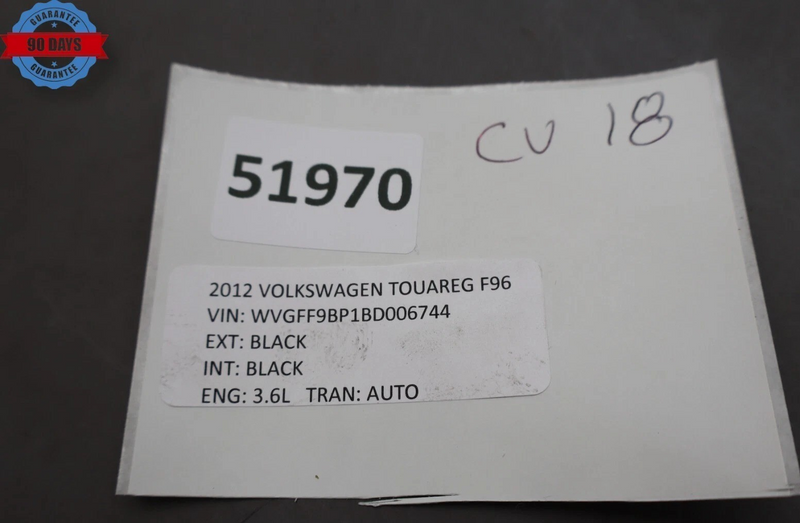 GUARANTEE
90 DAYS
GUARANTEE
CU 18
51970
2012 VOLKSWAGEN TOUAREG F96
VIN: WVGFF9BP1BD006744
EXT: BLACK
INT: BLACK
ENG: 3.6L TRAN: AUTO